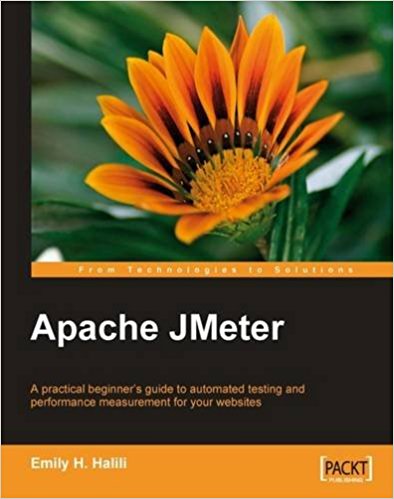 From Technologies to Solutions
Apache JMeter
A practical beginner's guide to automated testing and
performance measurement for your websites
Emily H. Halili
PACKT
PUBLISHING